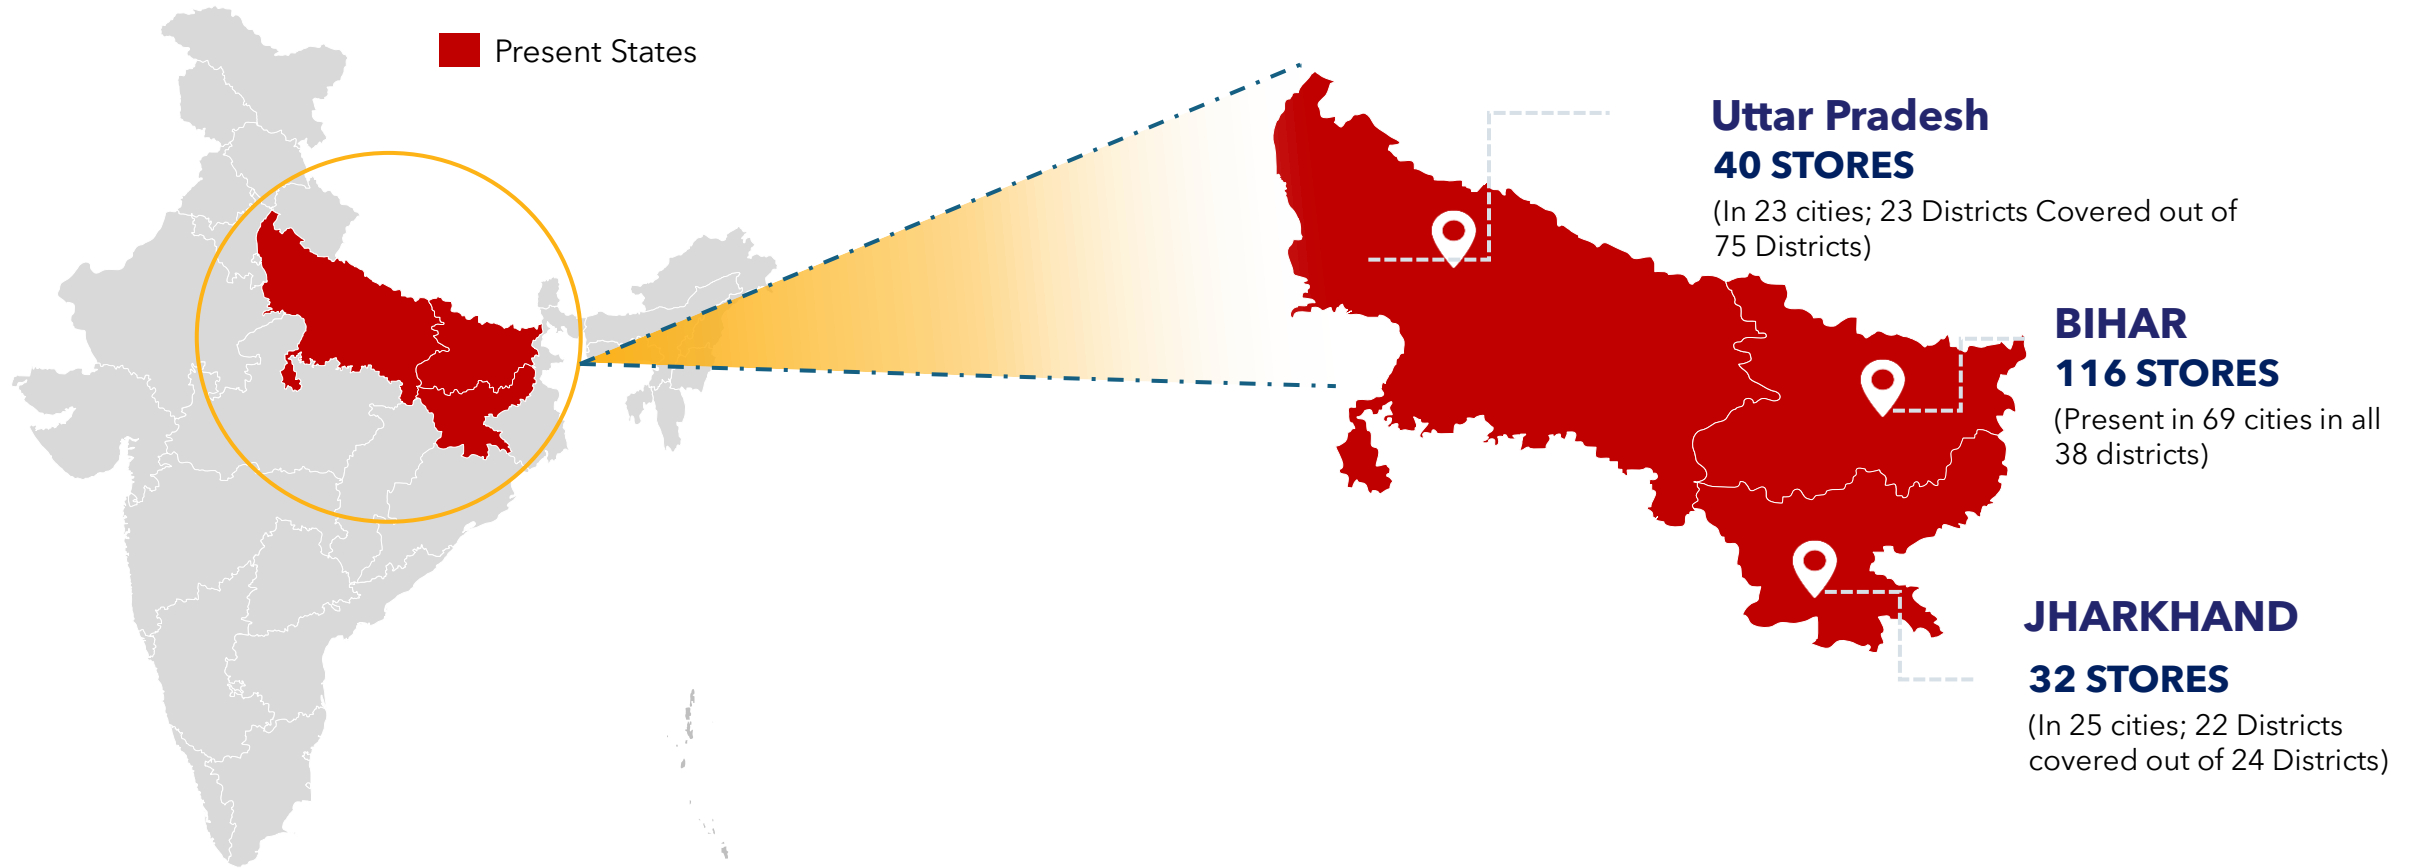 Present States
Uttar Pradesh
40 STORES
(In 23 cities; 23 Districts Covered out of
75 Districts)
BIHAR
116 STORES
(Present in 69 cities in all
38 districts)
JHARKHAND
32 STORES
(In 25 cities; 22 Districts
covered out of 24 Districts)